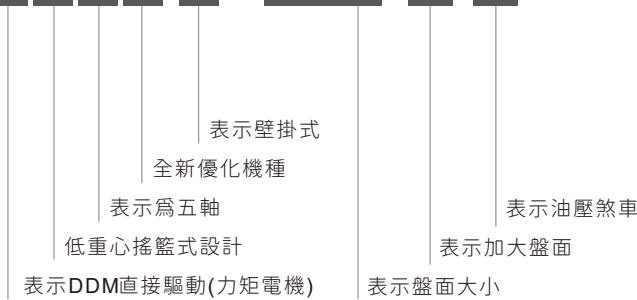 表示壁掛式
全新優化機種
表示爲五軸
表示油壓煞車
低重心搖籃式設計
表示加大盤面
表示DDM直接驅動(力矩電機)
表示盤面大小